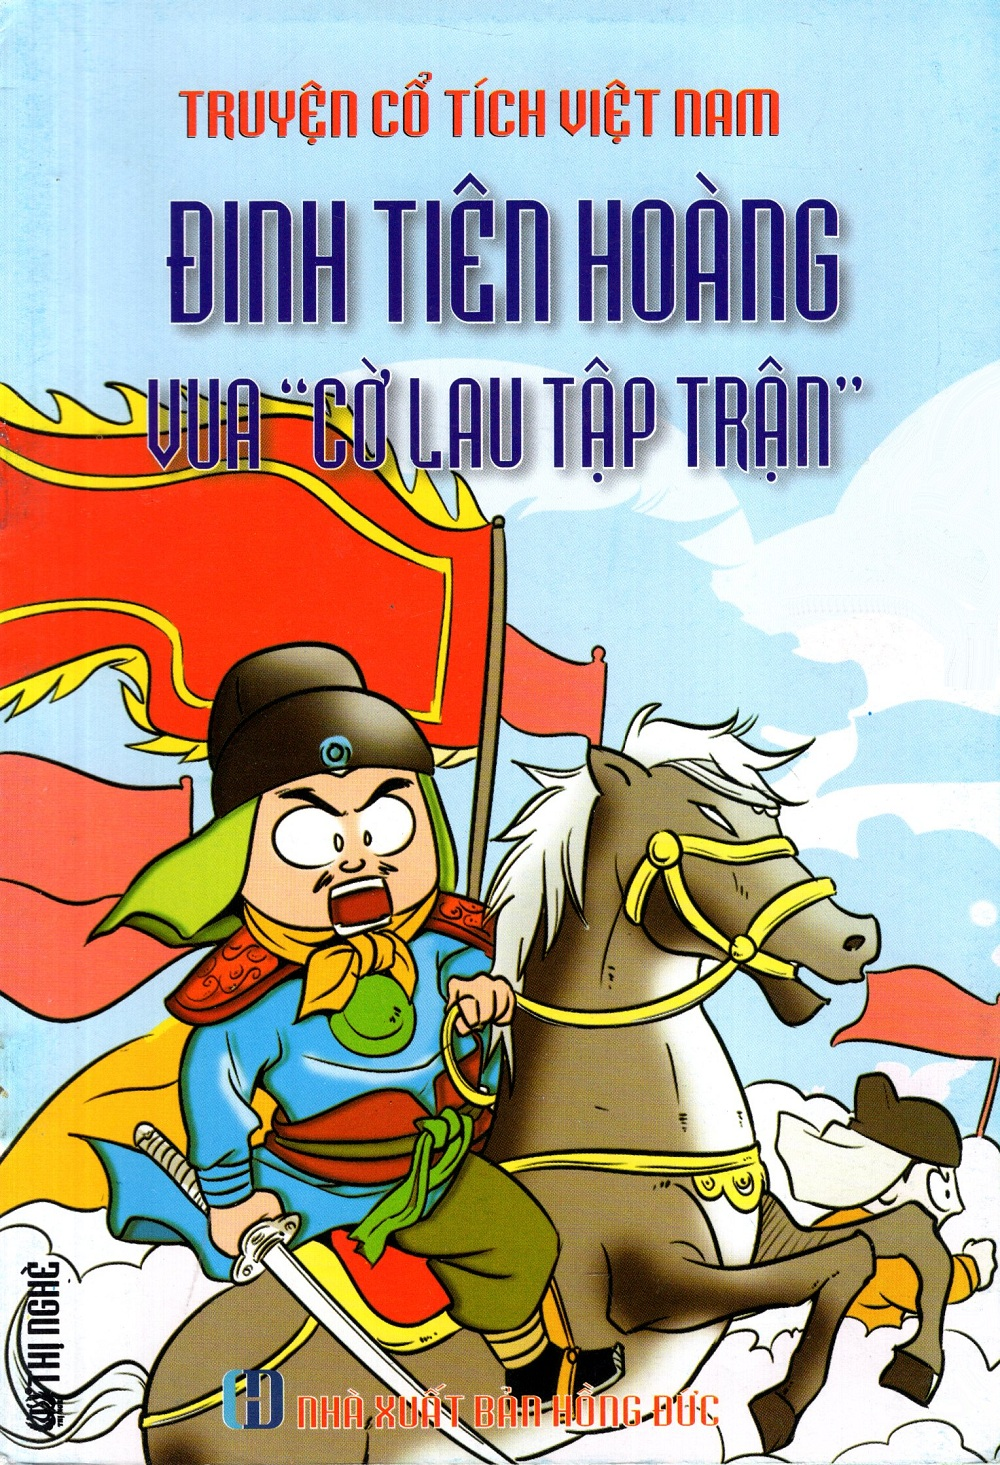 TRUYỆN CỔ TÍCH VIỆT NAM
ĐINH TIÊN HOÀNG
VUA “CỜ LAU TẬP TRẬN”
THỊ NGHÈ
NHÀ XUẤT BẢN HỒNG ĐỨC